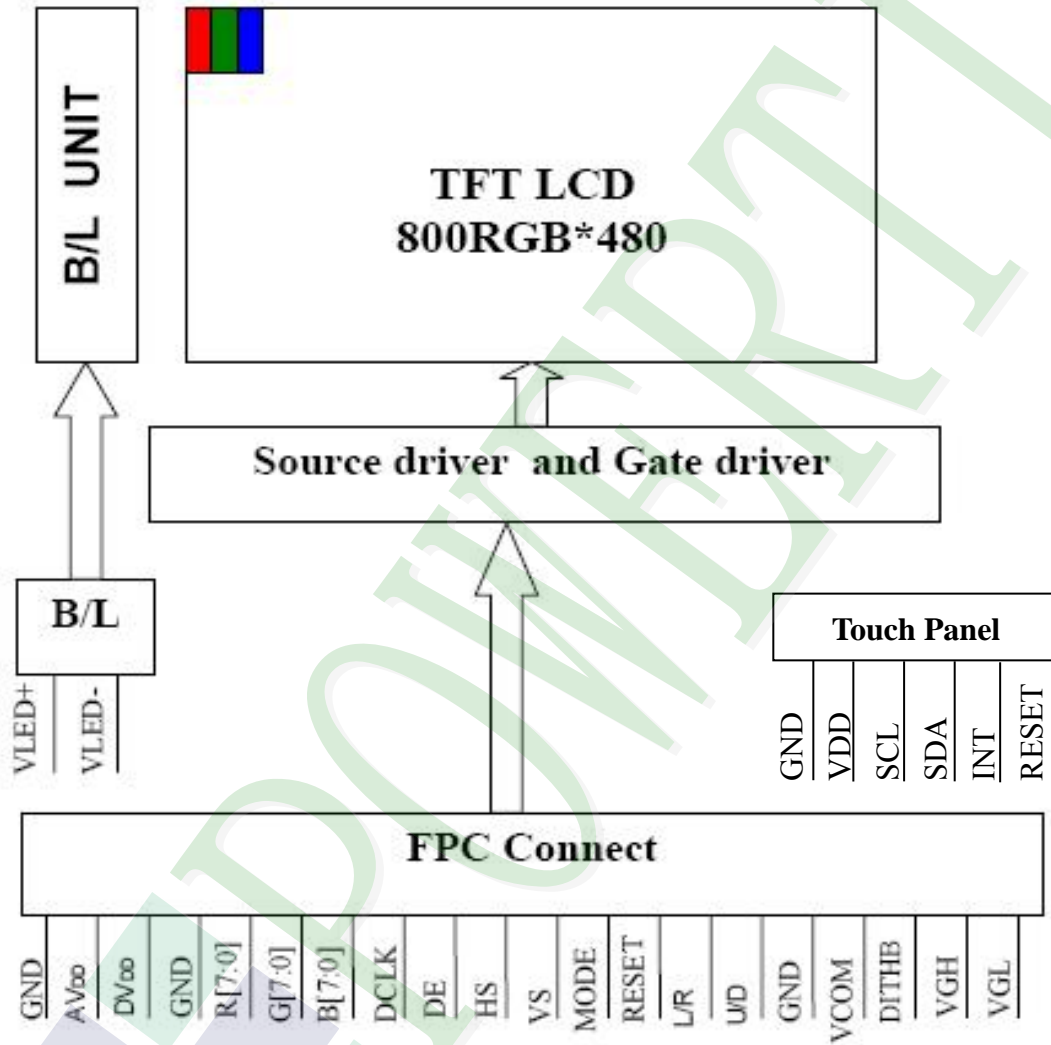 B/L UNIT
TFT LCD
800RGB*480
Source driver and Gate driver
B/L
VLED+
VLED-
Touch Panel
GND
VDD
SCL
SDA
INT
RESET
FPC Connect
GND
AVDD
DVDD
GND
R[7:0]
G[7:0]
B[7:0]
DCLK
DE
HS
VS
MODE
RESET
L/R
U/D
GND
VCOM
DITHB
VGH
VGL
POWERT